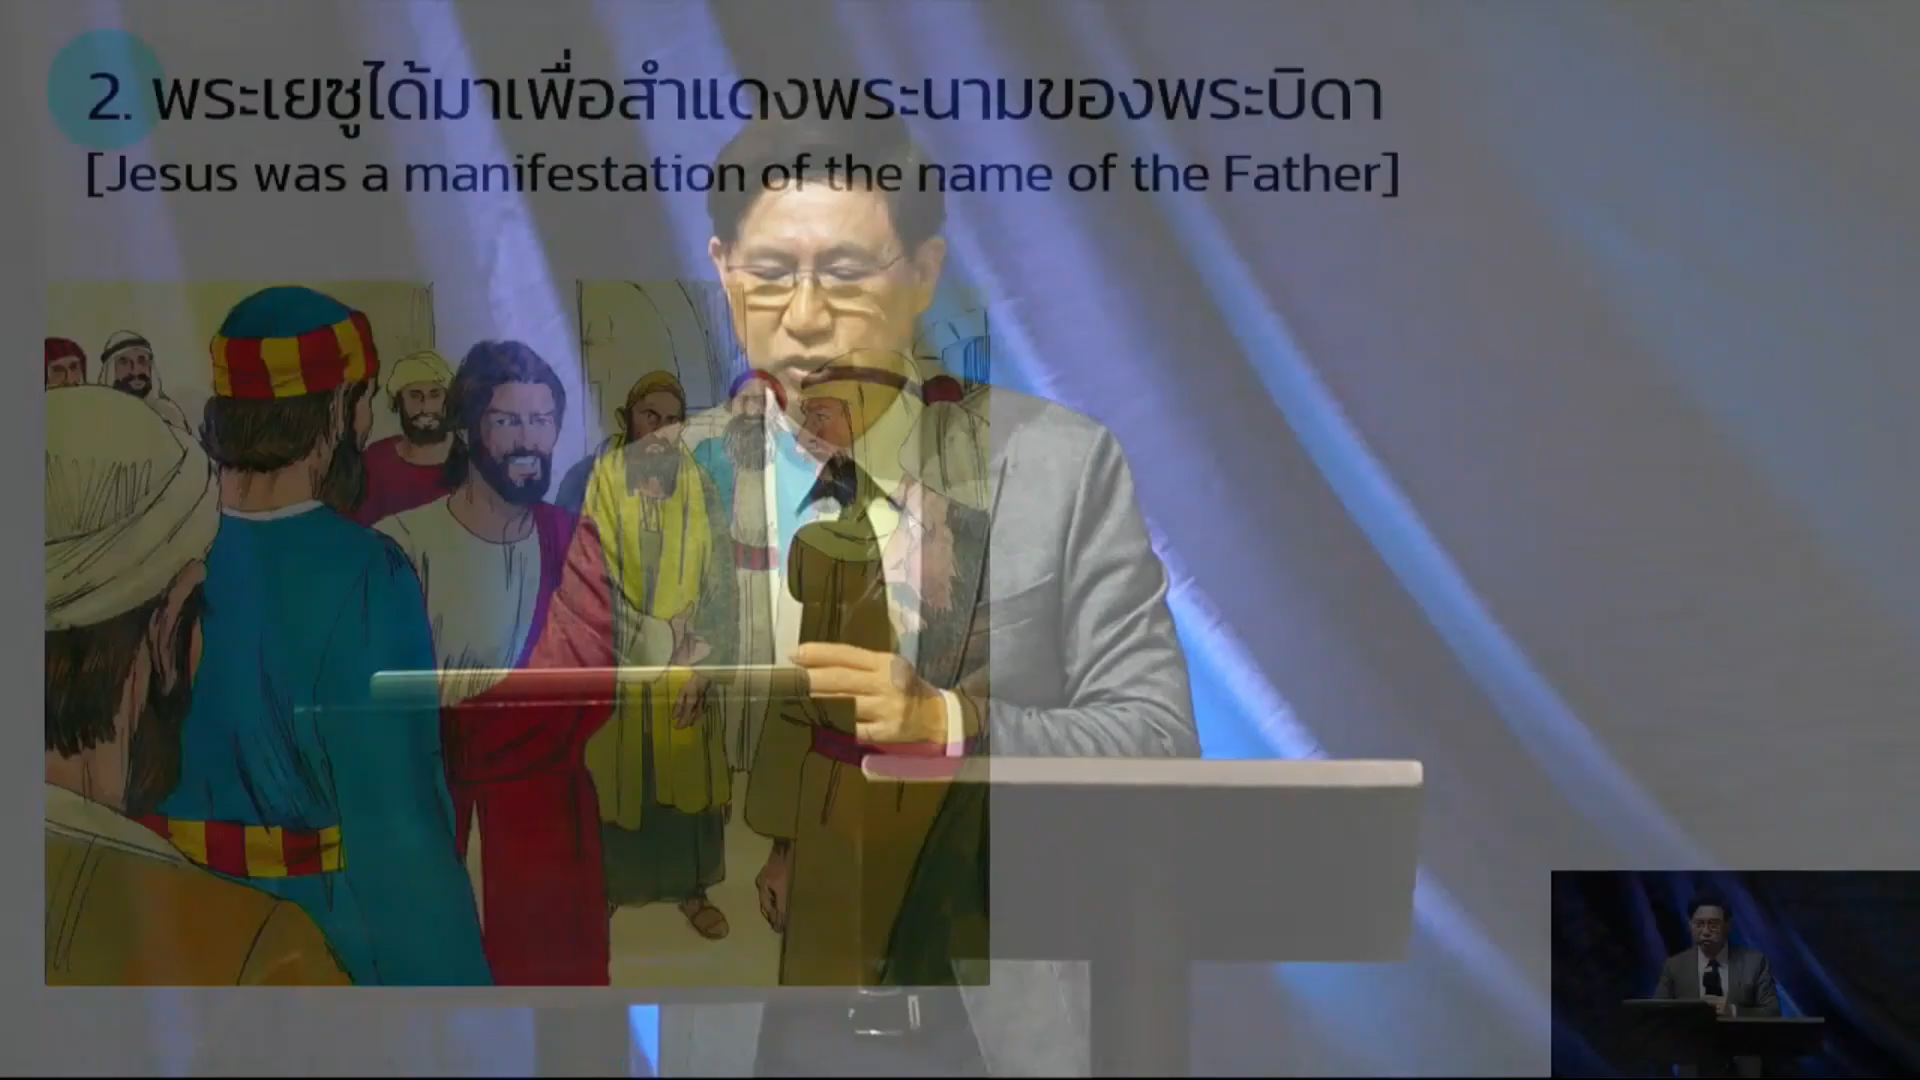 2. พระเยซูได้มาเพื่อสำแดงพระนามของพระบิดา
[Jesus was a manifestation of the name of the Father]